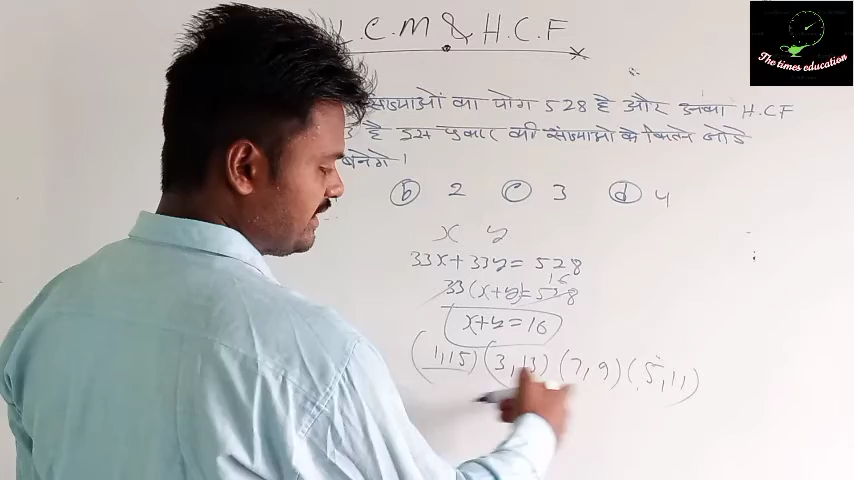 L.C.M & H.C.F
The times education
संख्याओं का योग 528 है और उनका H.C.F
3 है इस प्रकार की संख्याओं के कितने जोड़े
बनेंगे ।
(b) 2 (c) 3 (d) 4
x y
33x+33y=528
16
33(x+y)=528
x+y=16
(1,15) (3,13) (7,9) (5,11)